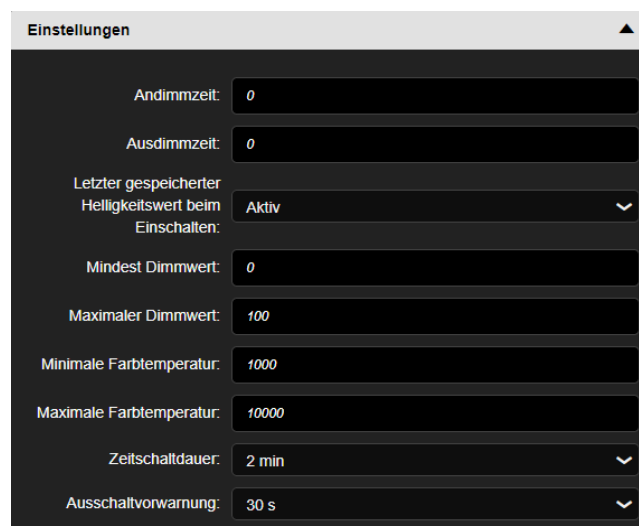 Einstellungen
Andimmzeit: 0
Ausdimmzeit: 0
Letzter gespeicherter
Helligkeitswert beim
Einschalten: Aktiv
Mindest Dimmwert: 0
Maximaler Dimmwert: 100
Minimale Farbtemperatur: 1000
Maximale Farbtemperatur: 10000
Zeitschaltdauer: 2 min
Ausschaltvorwarnung: 30 s